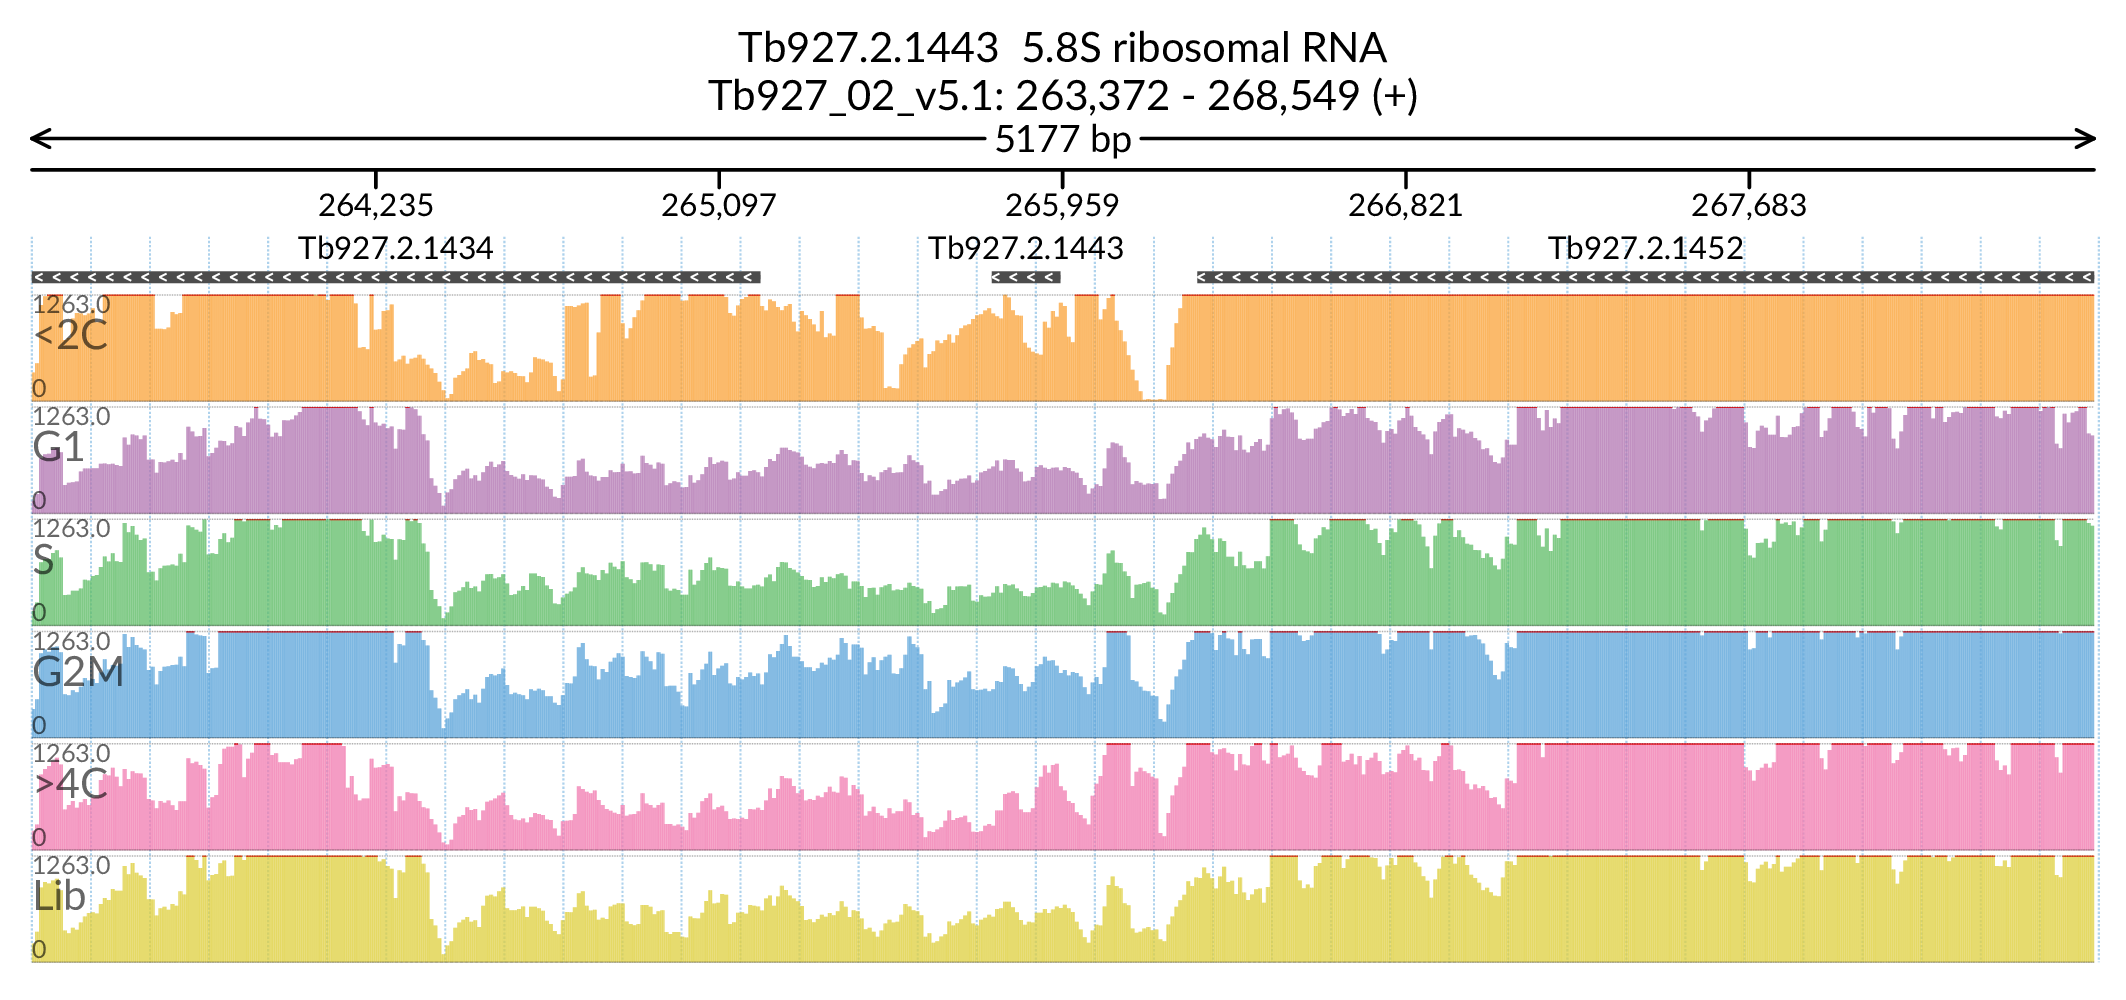 Tb927.2.1443  5.8S ribosomal RNA
Tb927_02_v5.1: 263,372 - 268,549 (+)
5177 bp
264,235 265,097 265,959 266,821 267,683
Tb927.2.1434 Tb927.2.1443 Tb927.2.1452
1263.0
<2C
0
1263.0
G1
0
1263.0
S
0
1263.0
G2M
0
1263.0
>4C
0
1263.0
Lib
0